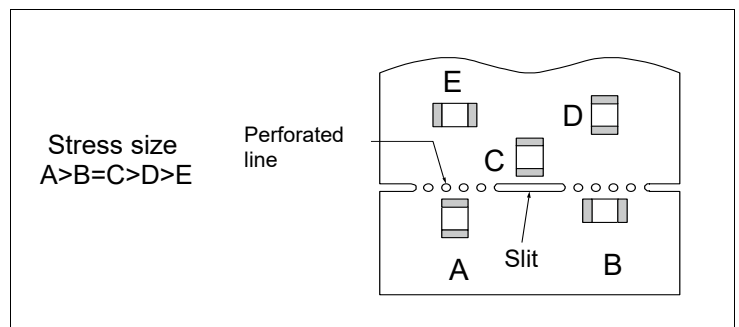 Stress size
A>B=C>D>E
Perforated
line
E
D
C
A
Slit
B